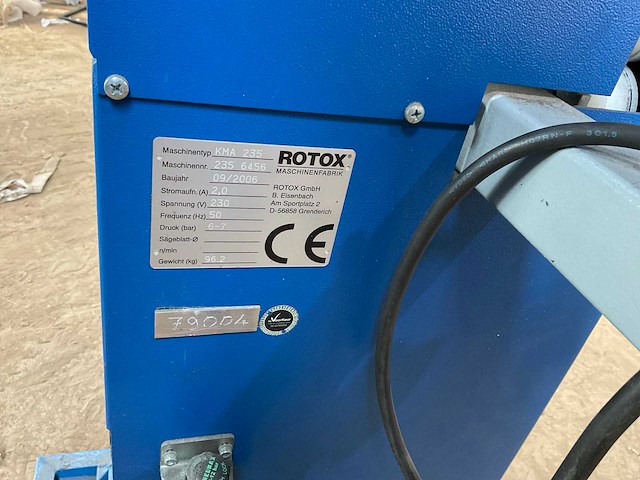 Maschinentyp KMA 235
Maschinennr. 235 6456
Baujahr 09/2006
Stromaufn. (A) 2,0
Spannung (V) 230
Frequenz (Hz) 50
Druck (bar) 6-7
Sägeblatt-Ø
n/min
Gewicht (kg) 96,2
ROTOX®
MASCHINENFABRIK
ROTOX GmbH
B. Eisenbach
Am Sportplatz 2
D-56858 Grenderich
CE
790D4
H07RN-F